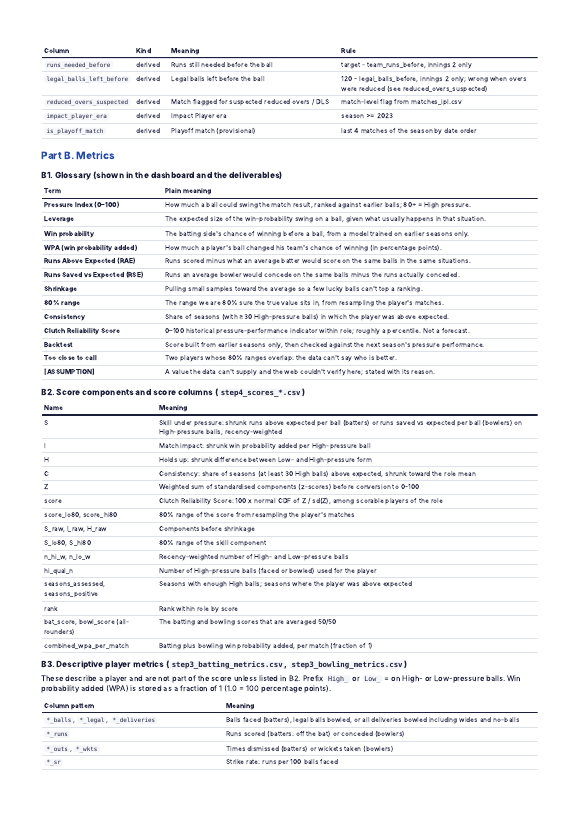 Column Kind Meaning Rule
runs_needed_before derived Runs still needed before the ball target - team_runs_before, innings 2 only
legal_balls_left_before derived Legal balls left before the ball 120 - legal_balls_before, innings 2 only; wrong when overs
were reduced (see reduced_overs_suspected)
reduced_overs_suspected derived Match flagged for suspected reduced overs / DLS match-level flag from matches_ipl.csv
impact_player_era derived Impact Player era season >= 2023
is_playoff_match derived Playoff match (provisional) last 4 matches of the season by date order
Part B. Metrics
B1. Glossary (shown in the dashboard and the deliverables)
Term Plain meaning
Pressure Index (0–100) How much a ball could swing the match result, ranked against earlier balls; 80+ = High pressure.
Leverage The expected size of the win-probability swing on a ball, given what usually happens in that situation.
Win probability The batting side's chance of winning before a ball, from a model trained on earlier seasons only.
WPA (win probability added) How much a player's ball changed his team's chance of winning (in percentage points).
Runs Above Expected (RAE) Runs scored minus what an average batter would score on the same balls in the same situations.
Runs Saved vs Expected (RSE) Runs an average bowler would concede on the same balls minus the runs actually conceded.
Shrinkage Pulling small samples toward the average so a few lucky balls can't top a ranking.
80% range The range we are 80% sure the true value sits in, from resampling the player's matches.
Consistency Share of seasons (with ≥30 High-pressure balls) in which the player was above expected.
Clutch Reliability Score 0–100 historical pressure-performance indicator within role; roughly a percentile. Not a forecast.
Backtest Score built from earlier seasons only, then checked against the next season's pressure performance.
Too close to call Two players whose 80% ranges overlap: the data can't say who is better.
[ASSUMPTION] A value the data can't supply and the web couldn't verify here; stated with its reason.
B2. Score components and score columns ( step4_scores_*.csv )
Name Meaning
S Skill under pressure: shrunk runs above expected per ball (batters) or runs saved vs expected per ball (bowlers) on
High-pressure balls, recency-weighted
I Match impact: shrunk win probability added per High-pressure ball
H Holds up: shrunk difference between Low- and High-pressure form
C Consistency: share of seasons (at least 30 High balls) above expected, shrunk toward the role mean
Z Weighted sum of standardised components (z-scores) before conversion to 0–100
score Clutch Reliability Score: 100 x normal CDF of Z / sd(Z), among scorable players of the role
score_lo80, score_hi80 80% range of the score from resampling the player's matches
S_raw, I_raw, H_raw Components before shrinkage
S_lo80, S_hi80 80% range of the skill component
n_hi_w, n_lo_w Recency-weighted number of High- and Low-pressure balls
hi_qual_n Number of High-pressure balls (faced or bowled) used for the player
seasons_assessed, Seasons with enough High balls; seasons where the player was above expected
seasons_positive
rank Rank within role by score
bat_score, bowl_score (all- The batting and bowling scores that are averaged 50/50
rounders)
combined_wpa_per_match Batting plus bowling win probability added, per match (fraction of 1)
B3. Descriptive player metrics ( step3_batting_metrics.csv, step3_bowling_metrics.csv )
These describe a player and are not part of the score unless listed in B2. Prefix High_ or Low_ = on High- or Low-pressure balls. Win
probability added (WPA) is stored as a fraction of 1 (1.0 = 100 percentage points).
Column pattern Meaning
*_balls, *_legal, *_deliveries Balls faced (batters), legal balls bowled, or all deliveries bowled including wides and no-balls
*_runs Runs scored (batters: off the bat) or conceded (bowlers)
*_outs, *_wkts Times dismissed (batters) or wickets taken (bowlers)
*_sr Strike rate: runs per 100 balls faced